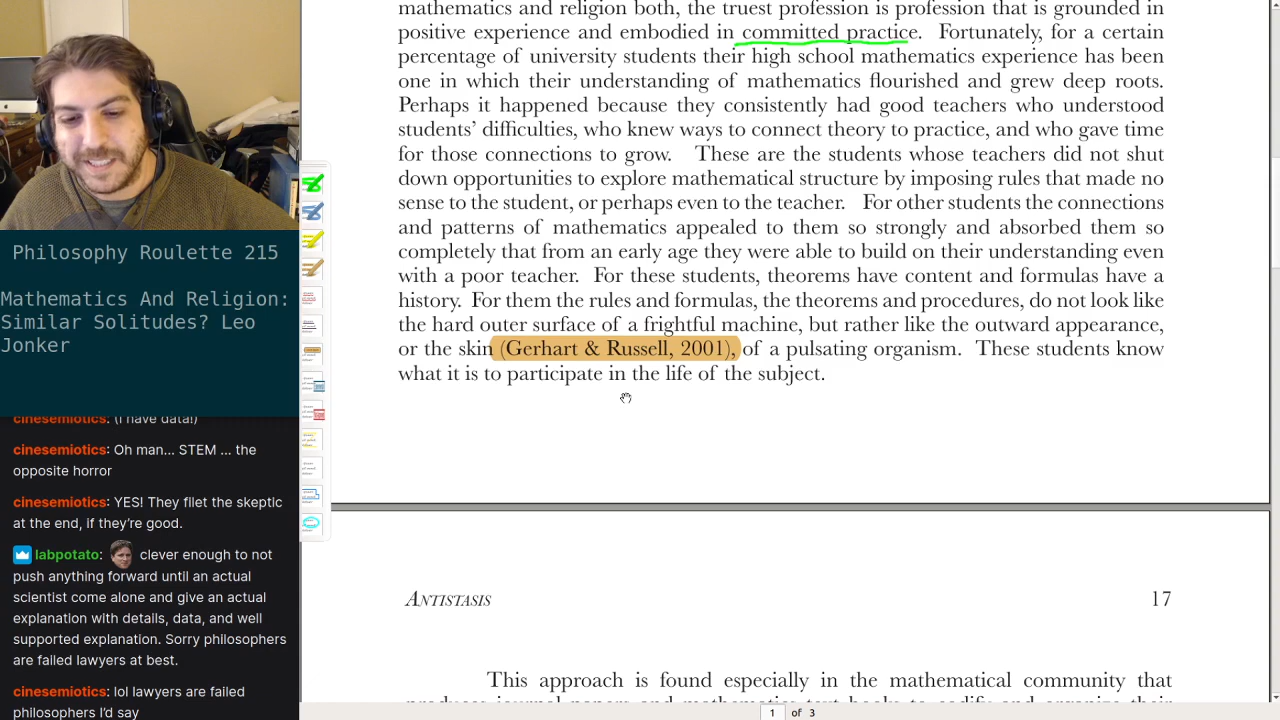 mathematics and religion both, the truest profession is profession that is grounded in
positive experience and embodied in committed practice. Fortunately, for a certain
percentage of university students their high school mathematics experience has been
one in which their understanding of mathematics flourished and grew deep roots.
Perhaps it happened because they consistently had good teachers who understood
students' difficulties, who knew ways to connect theory to practice, and who gave time
for those connections to grow. These are the students whose teachers did not shut
down opportunities to explore mathematical structure by imposing rules that made no
sense to the student, or perhaps even to the teacher. For other students the connections
and patterns of mathematics appeared to them so strongly and absorbed them so
completely that from an early age they were able to build on their understanding even
with a poor teacher. For these students theorems have content and formulas have a
history. For them the rules and formulas, the theorems and procedures do not look like
the hard outer surface of a frightful machine, but rather like the outward appearance,
or the skin (Gerhard & Russell, 2001), of a pulsating organism. These students know
what it is to participate in the life of the subject.
ANTISTASIS 17
This approach is found especially in the mathematical community that
1 of 3
Philosophy Roulette 215
Mathematics And Religion:
Similar Solitudes? Leo
Jonker
cinesemiotics: (I have data!)
cinesemiotics: Oh man... STEM ... the
opposite horror
cinesemiotics: YES! They filet the skeptic
at the end, if they're good.
labpotato: clever enough to not
push anything forward until an actual
scientist come alone and give an actual
explanation with details, data, and well
supported explanation. Sorry philosophers
are falled lawyers at best.
cinesemiotics: lol lawyers are failed
philosophers I'd say